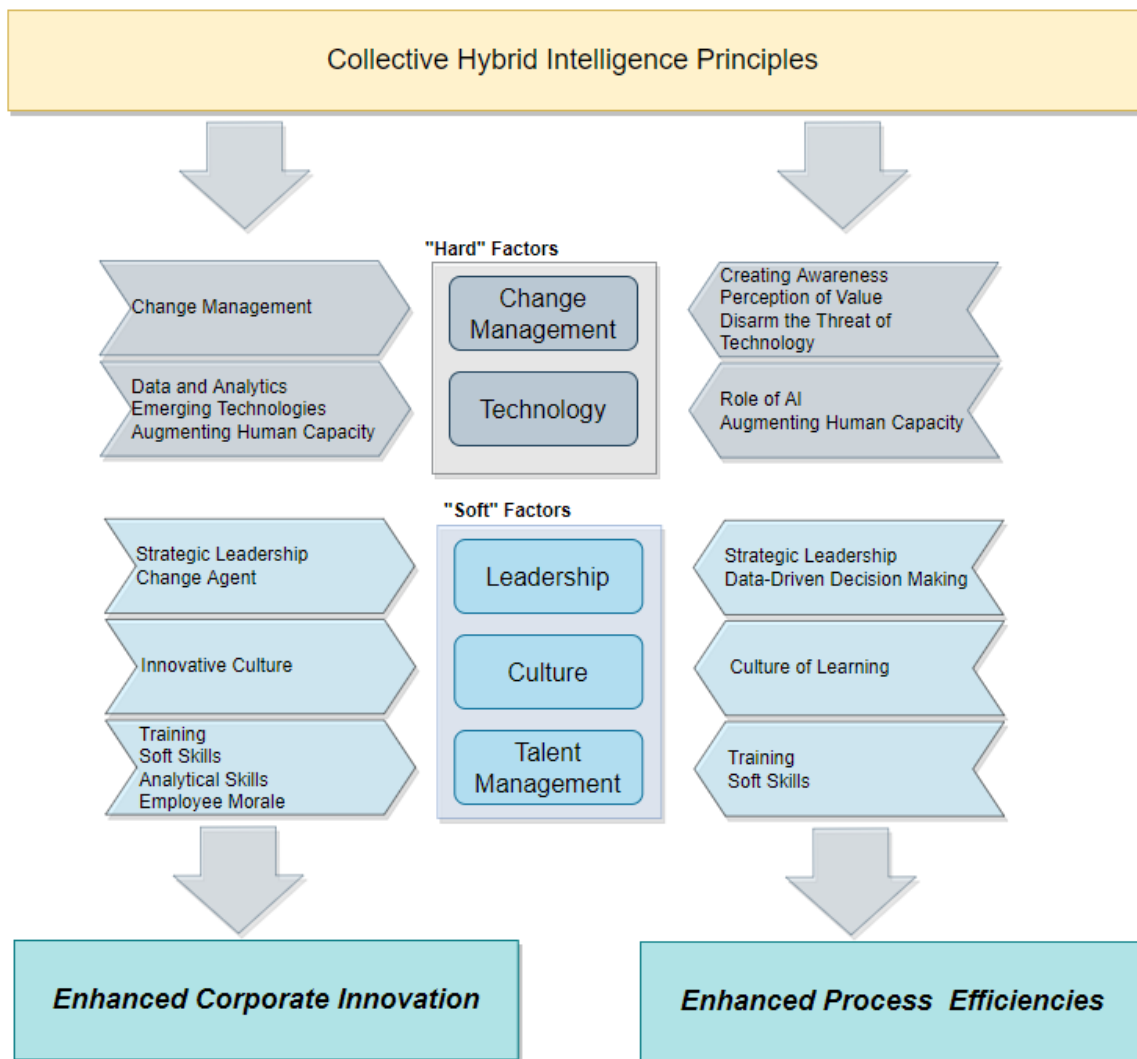 Collective Hybrid Intelligence Principles
"Hard" Factors
Change Management
Change
Management
Creating Awareness
Perception of Value
Disarm the Threat of
Technology
Data and Analytics
Emerging Technologies
Augmenting Human Capacity
Technology
Role of AI
Augmenting Human Capacity
"Soft" Factors
Strategic Leadership
Change Agent
Leadership
Strategic Leadership
Data-Driven Decision Making
Innovative Culture
Culture
Culture of Learning
Training
Soft Skills
Analytical Skills
Employee Morale
Talent
Management
Training
Soft Skills
Enhanced Corporate Innovation
Enhanced Process Efficiencies